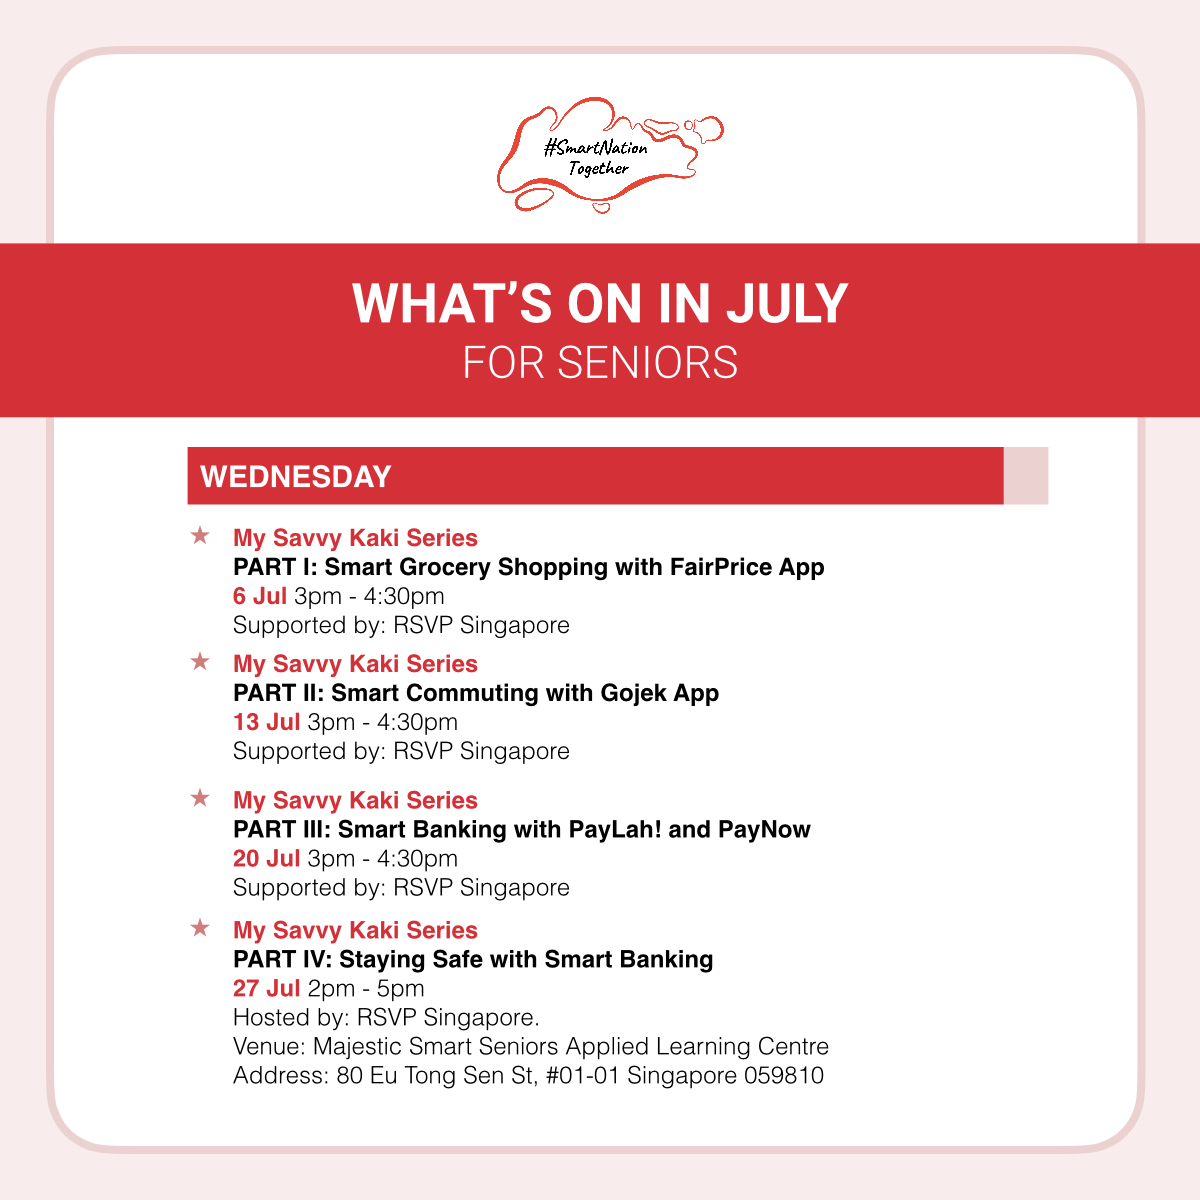 #SmartNation
Together
WHAT’S ON IN JULY
FOR SENIORS
WEDNESDAY
My Savvy Kaki Series
PART I: Smart Grocery Shopping with FairPrice App
6 Jul 3pm - 4:30pm
Supported by: RSVP Singapore
My Savvy Kaki Series
PART II: Smart Commuting with Gojek App
13 Jul 3pm - 4:30pm
Supported by: RSVP Singapore
My Savvy Kaki Series
PART III: Smart Banking with PayLah! and PayNow
20 Jul 3pm - 4:30pm
Supported by: RSVP Singapore
My Savvy Kaki Series
PART IV: Staying Safe with Smart Banking
27 Jul 2pm - 5pm
Hosted by: RSVP Singapore.
Venue: Majestic Smart Seniors Applied Learning Centre
Address: 80 Eu Tong Sen St, #01-01 Singapore 059810